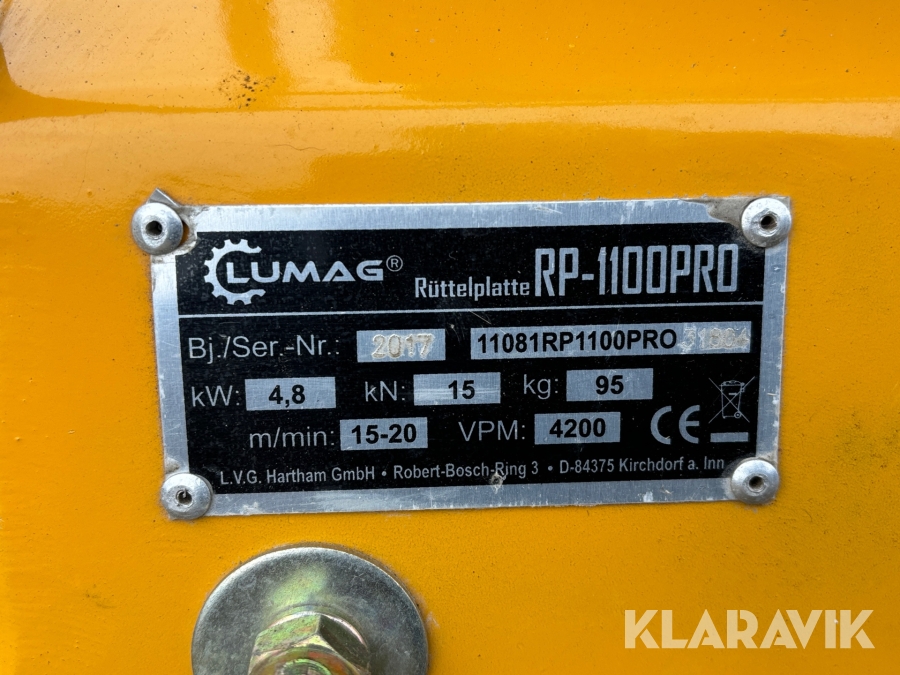 LUMAG® Rüttelplatte RP-1100PRO
Bj./Ser.-Nr.: 2017 11081RP1100PRO
kW: 4,8 kN: 15 kg: 95
m/min: 15-20 VPM: 4200 CE
L.V.G. Hartham GmbH • Robert-Bosch-Ring 3 • D-84375 Kirchdorf a. Inn
KLARAVIK